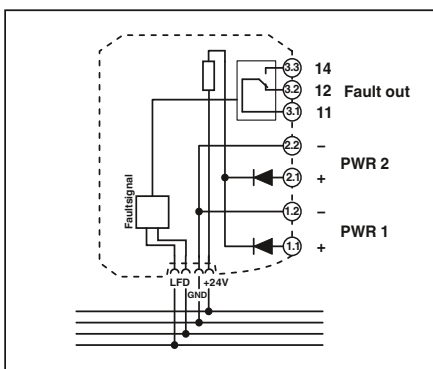 3.3 14
3.2 12 Fault out
3.1 11
2.2 –
PWR 2
2.1 +
1.2 –
PWR 1
1.1 +
Faultsignal
LFD +24V
GND